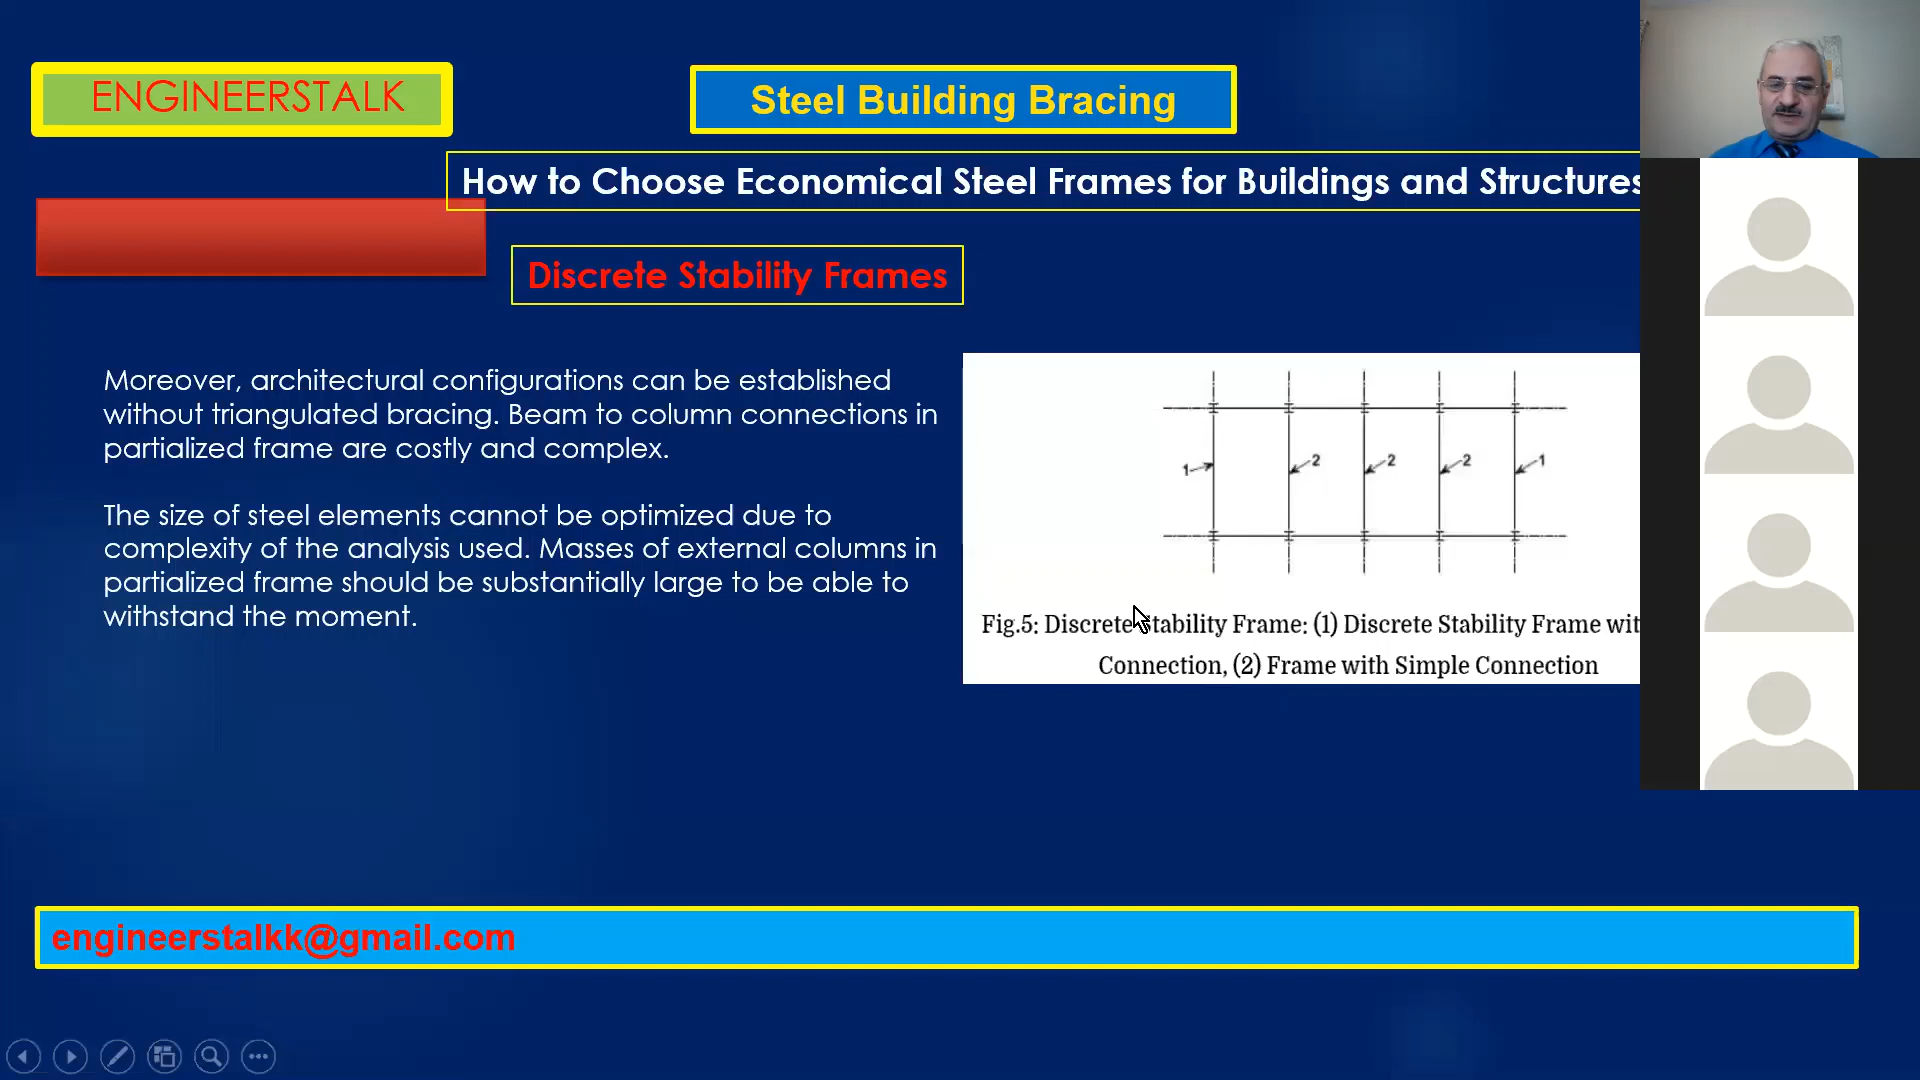 ENGINEERSTALK
Steel Building Bracing
How to Choose Economical Steel Frames for Buildings and Structures
Discrete Stability Frames
Moreover, architectural configurations can be established
without triangulated bracing. Beam to column connections in
partialized frame are costly and complex.
The size of steel elements cannot be optimized due to
complexity of the analysis used. Masses of external columns in
partialized frame should be substantially large to be able to
withstand the moment.
1 2 2 2 1
Fig.5: Discrete Stability Frame: (1) Discrete Stability Frame
Connection, (2) Frame with Simple Connection
engineerstalkk@gmail.com